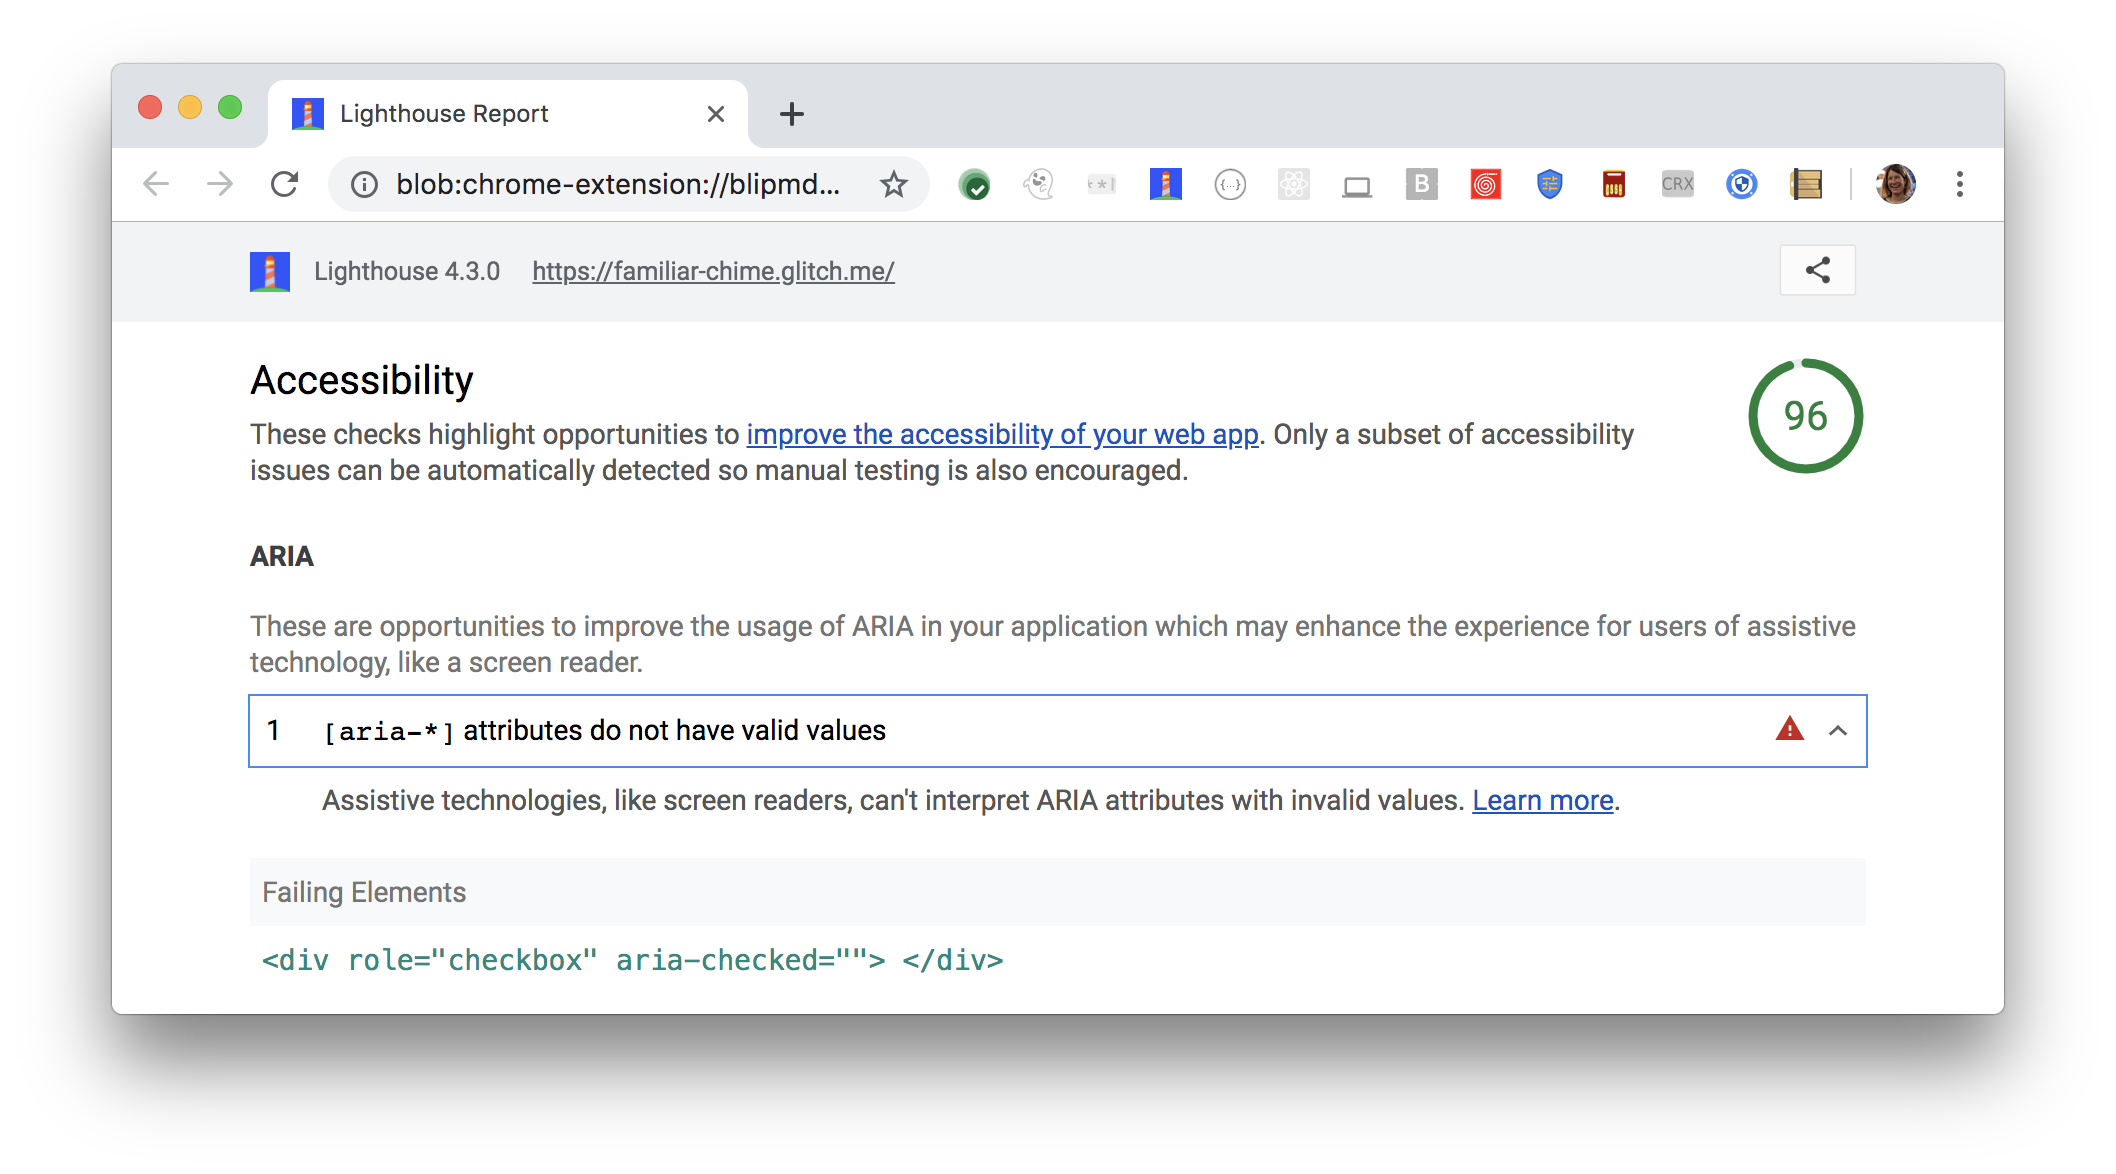 Lighthouse Report
blob:chrome-extension://blipmd...
{...}
B
CRX
Lighthouse 4.3.0 https://familiar-chime.glitch.me/
Accessibility
96
These checks highlight opportunities to improve the accessibility of your web app. Only a subset of accessibility
issues can be automatically detected so manual testing is also encouraged.
ARIA
These are opportunities to improve the usage of ARIA in your application which may enhance the experience for users of assistive
technology, like a screen reader.
1 [aria-*] attributes do not have valid values
Assistive technologies, like screen readers, can't interpret ARIA attributes with invalid values. Learn more.
Failing Elements
<div role="checkbox" aria-checked=""> </div>